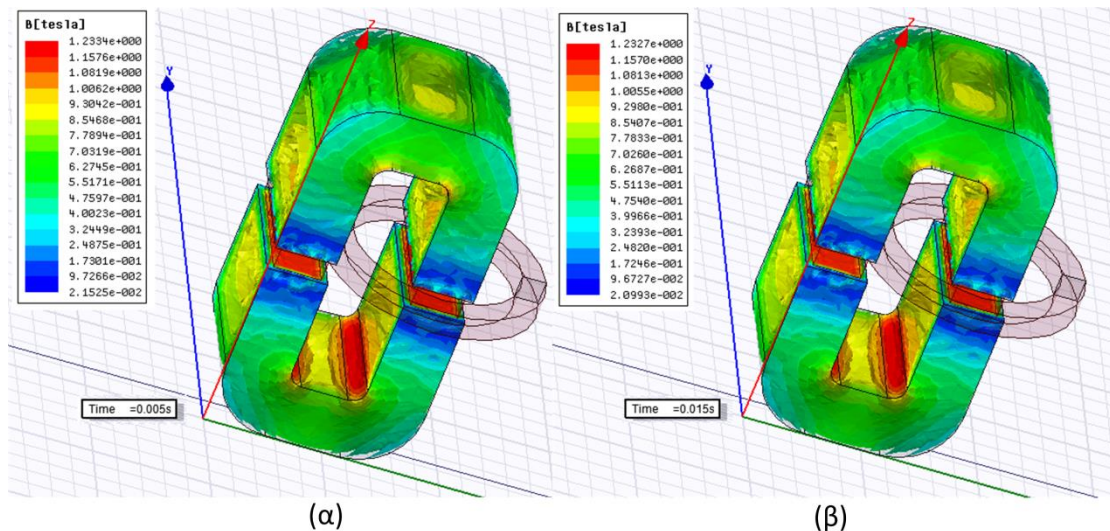 B[tesla]
1.2334e+000
1.1576e+000
1.0819e+000
1.0062e+000
9.3042e-001
8.5468e-001
7.7894e-001
7.0319e-001
6.2745e-001
5.5171e-001
4.7597e-001
4.0023e-001
3.2449e-001
2.4875e-001
1.7301e-001
9.7266e-002
2.1525e-002
Y
Z
Time =0.005s
(α)
B[tesla]
1.2327e+000
1.1570e+000
1.0813e+000
1.0055e+000
9.2980e-001
8.5407e-001
7.7833e-001
7.0260e-001
6.2687e-001
5.5113e-001
4.7540e-001
3.9966e-001
3.2393e-001
2.4820e-001
1.7246e-001
9.6727e-002
2.0993e-002
Y
Z
Time =0.015s
(β)